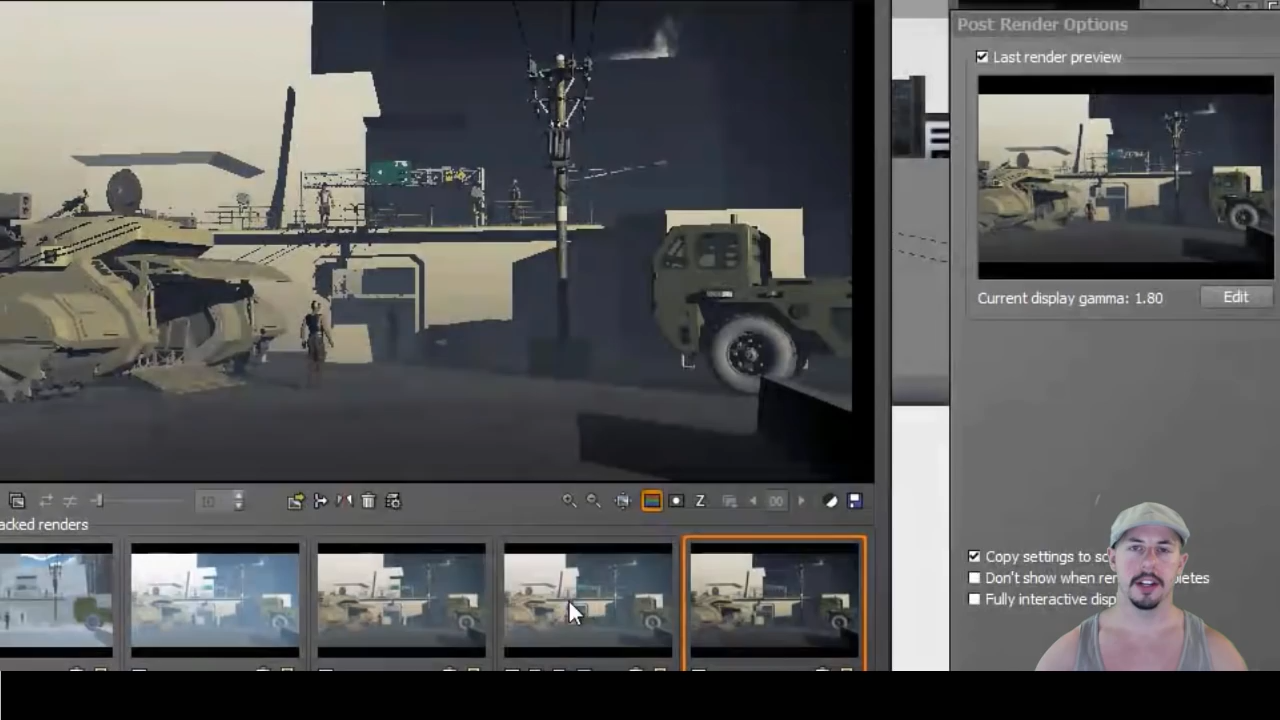 Post Render Options
Last render preview
Current display gamma: 1.80
Edit
Z
00
acked renders
Copy settings to sc
Don't show when ren
pletes
Fully interactive disp